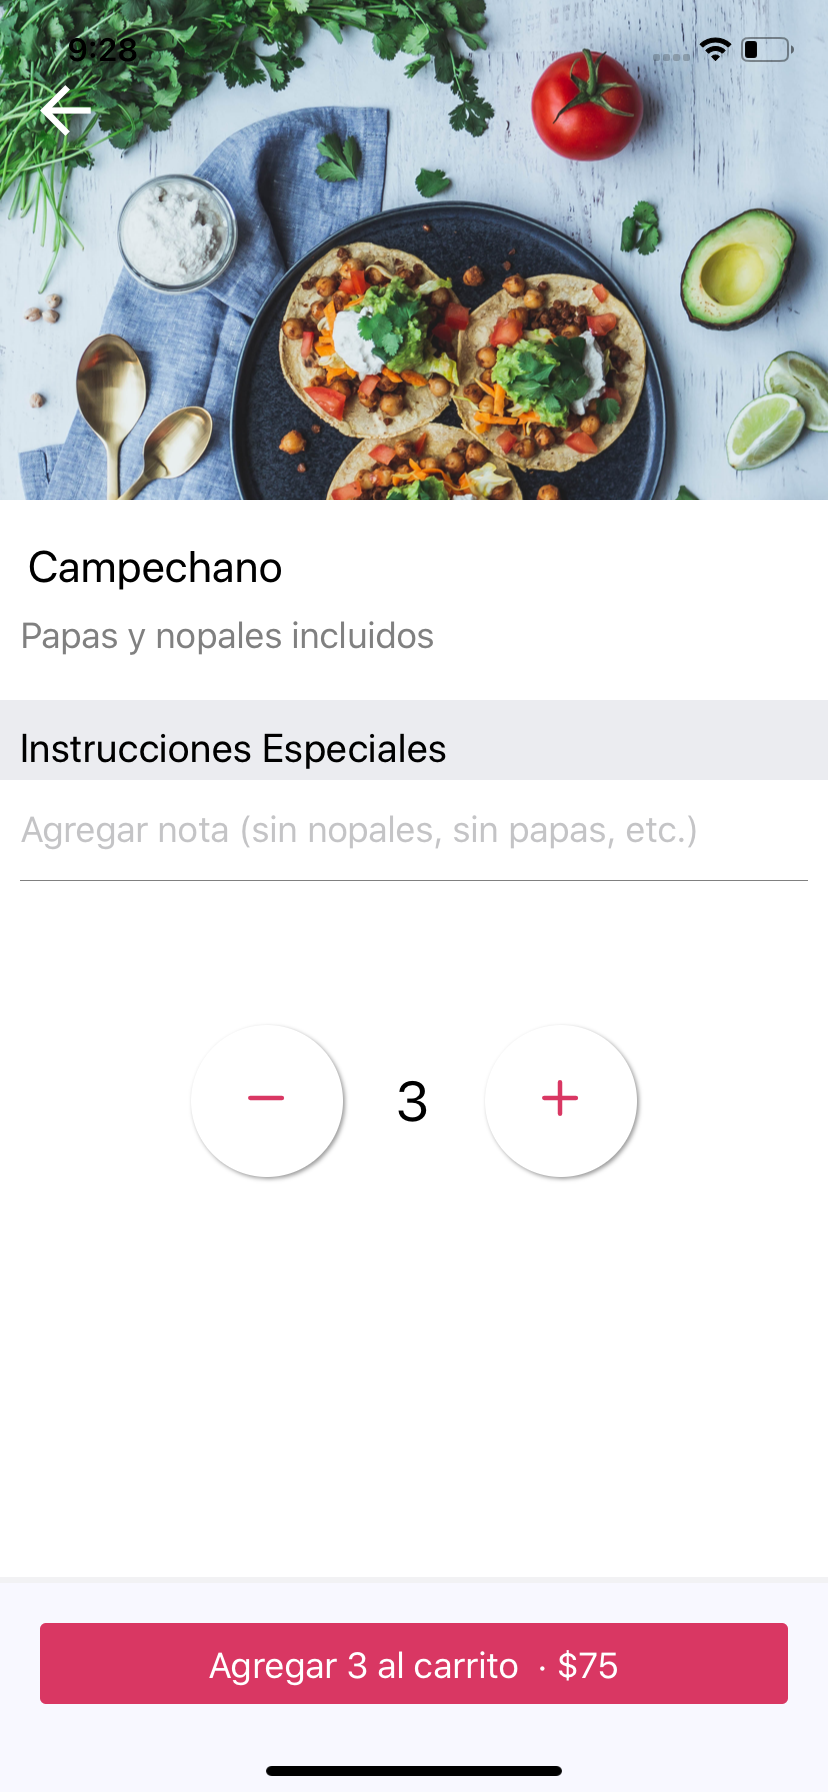 9:28
Campechano
Papas y nopales incluidos
Instrucciones Especiales
Agregar nota (sin nopales, sin papas, etc.)
3
Agregar 3 al carrito · $75